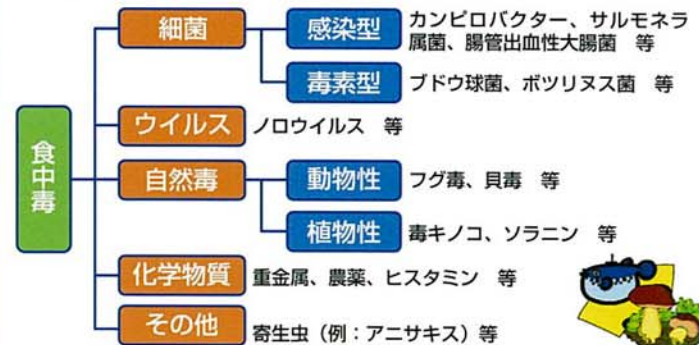 食中毒
細菌
感染型
カンピロバクター、サルモネラ
属菌、腸管出血性大腸菌 等
毒素型
ブドウ球菌、ボツリヌス菌 等
ウイルス
ノロウイルス 等
自然毒
動物性
フグ毒、貝毒 等
植物性
毒キノコ、ソラニン 等
化学物質
重金属、農薬、ヒスタミン 等
その他
寄生虫（例：アニサキス）等